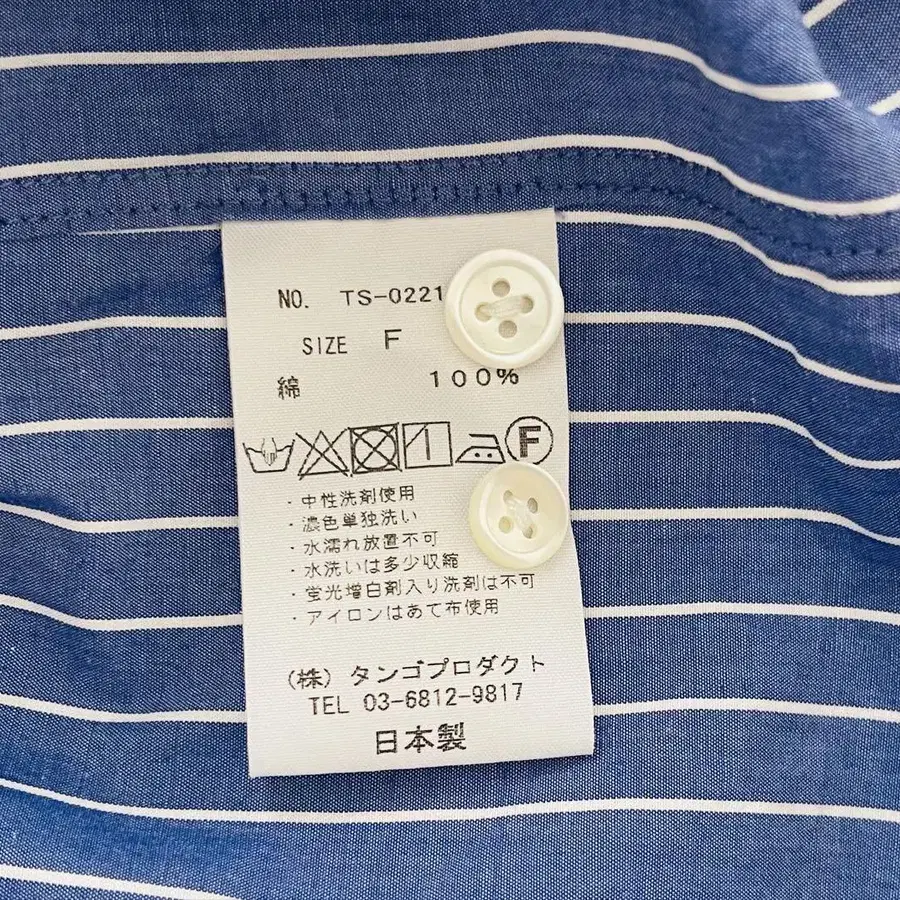 NO. TS-0221
SIZE F
綿 100%
F
・中性洗剤使用
・濃色単独洗い
・水濡れ放置不可
・水洗いは多少収縮
・蛍光増白剤入り洗剤は不可
・アイロンはあて布使用
(株) タンゴプロダクト
TEL 03-6812-9817
日本製